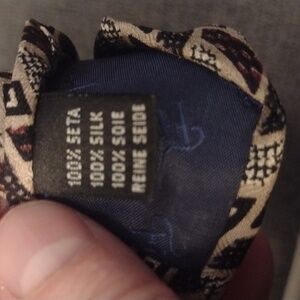 100% SETA
100% SILK
100% SOIE
REINE SEIDE